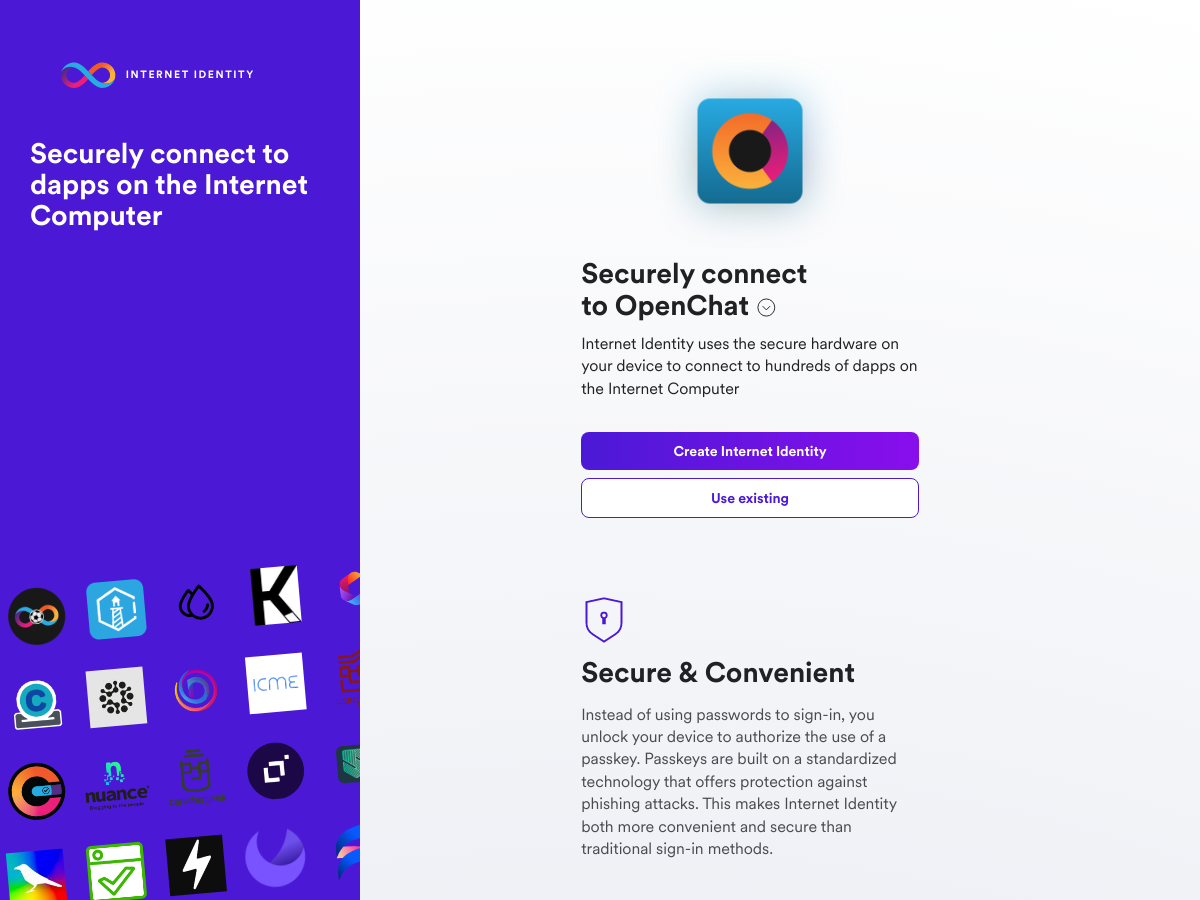 INTERNET IDENTITY
Securely connect to
dapps on the Internet
Computer
Securely connect
to OpenChat
Internet Identity uses the secure hardware on
your device to connect to hundreds of dapps on
the Internet Computer
Create Internet Identity
Use existing
K
C
ICME
nuance
Secure & Convenient
Instead of using passwords to sign-in, you
unlock your device to authorize the use of a
passkey. Passkeys are built on a standardized
technology that offers protection against
phishing attacks. This makes Internet Identity
both more convenient and secure than
traditional sign-in methods.